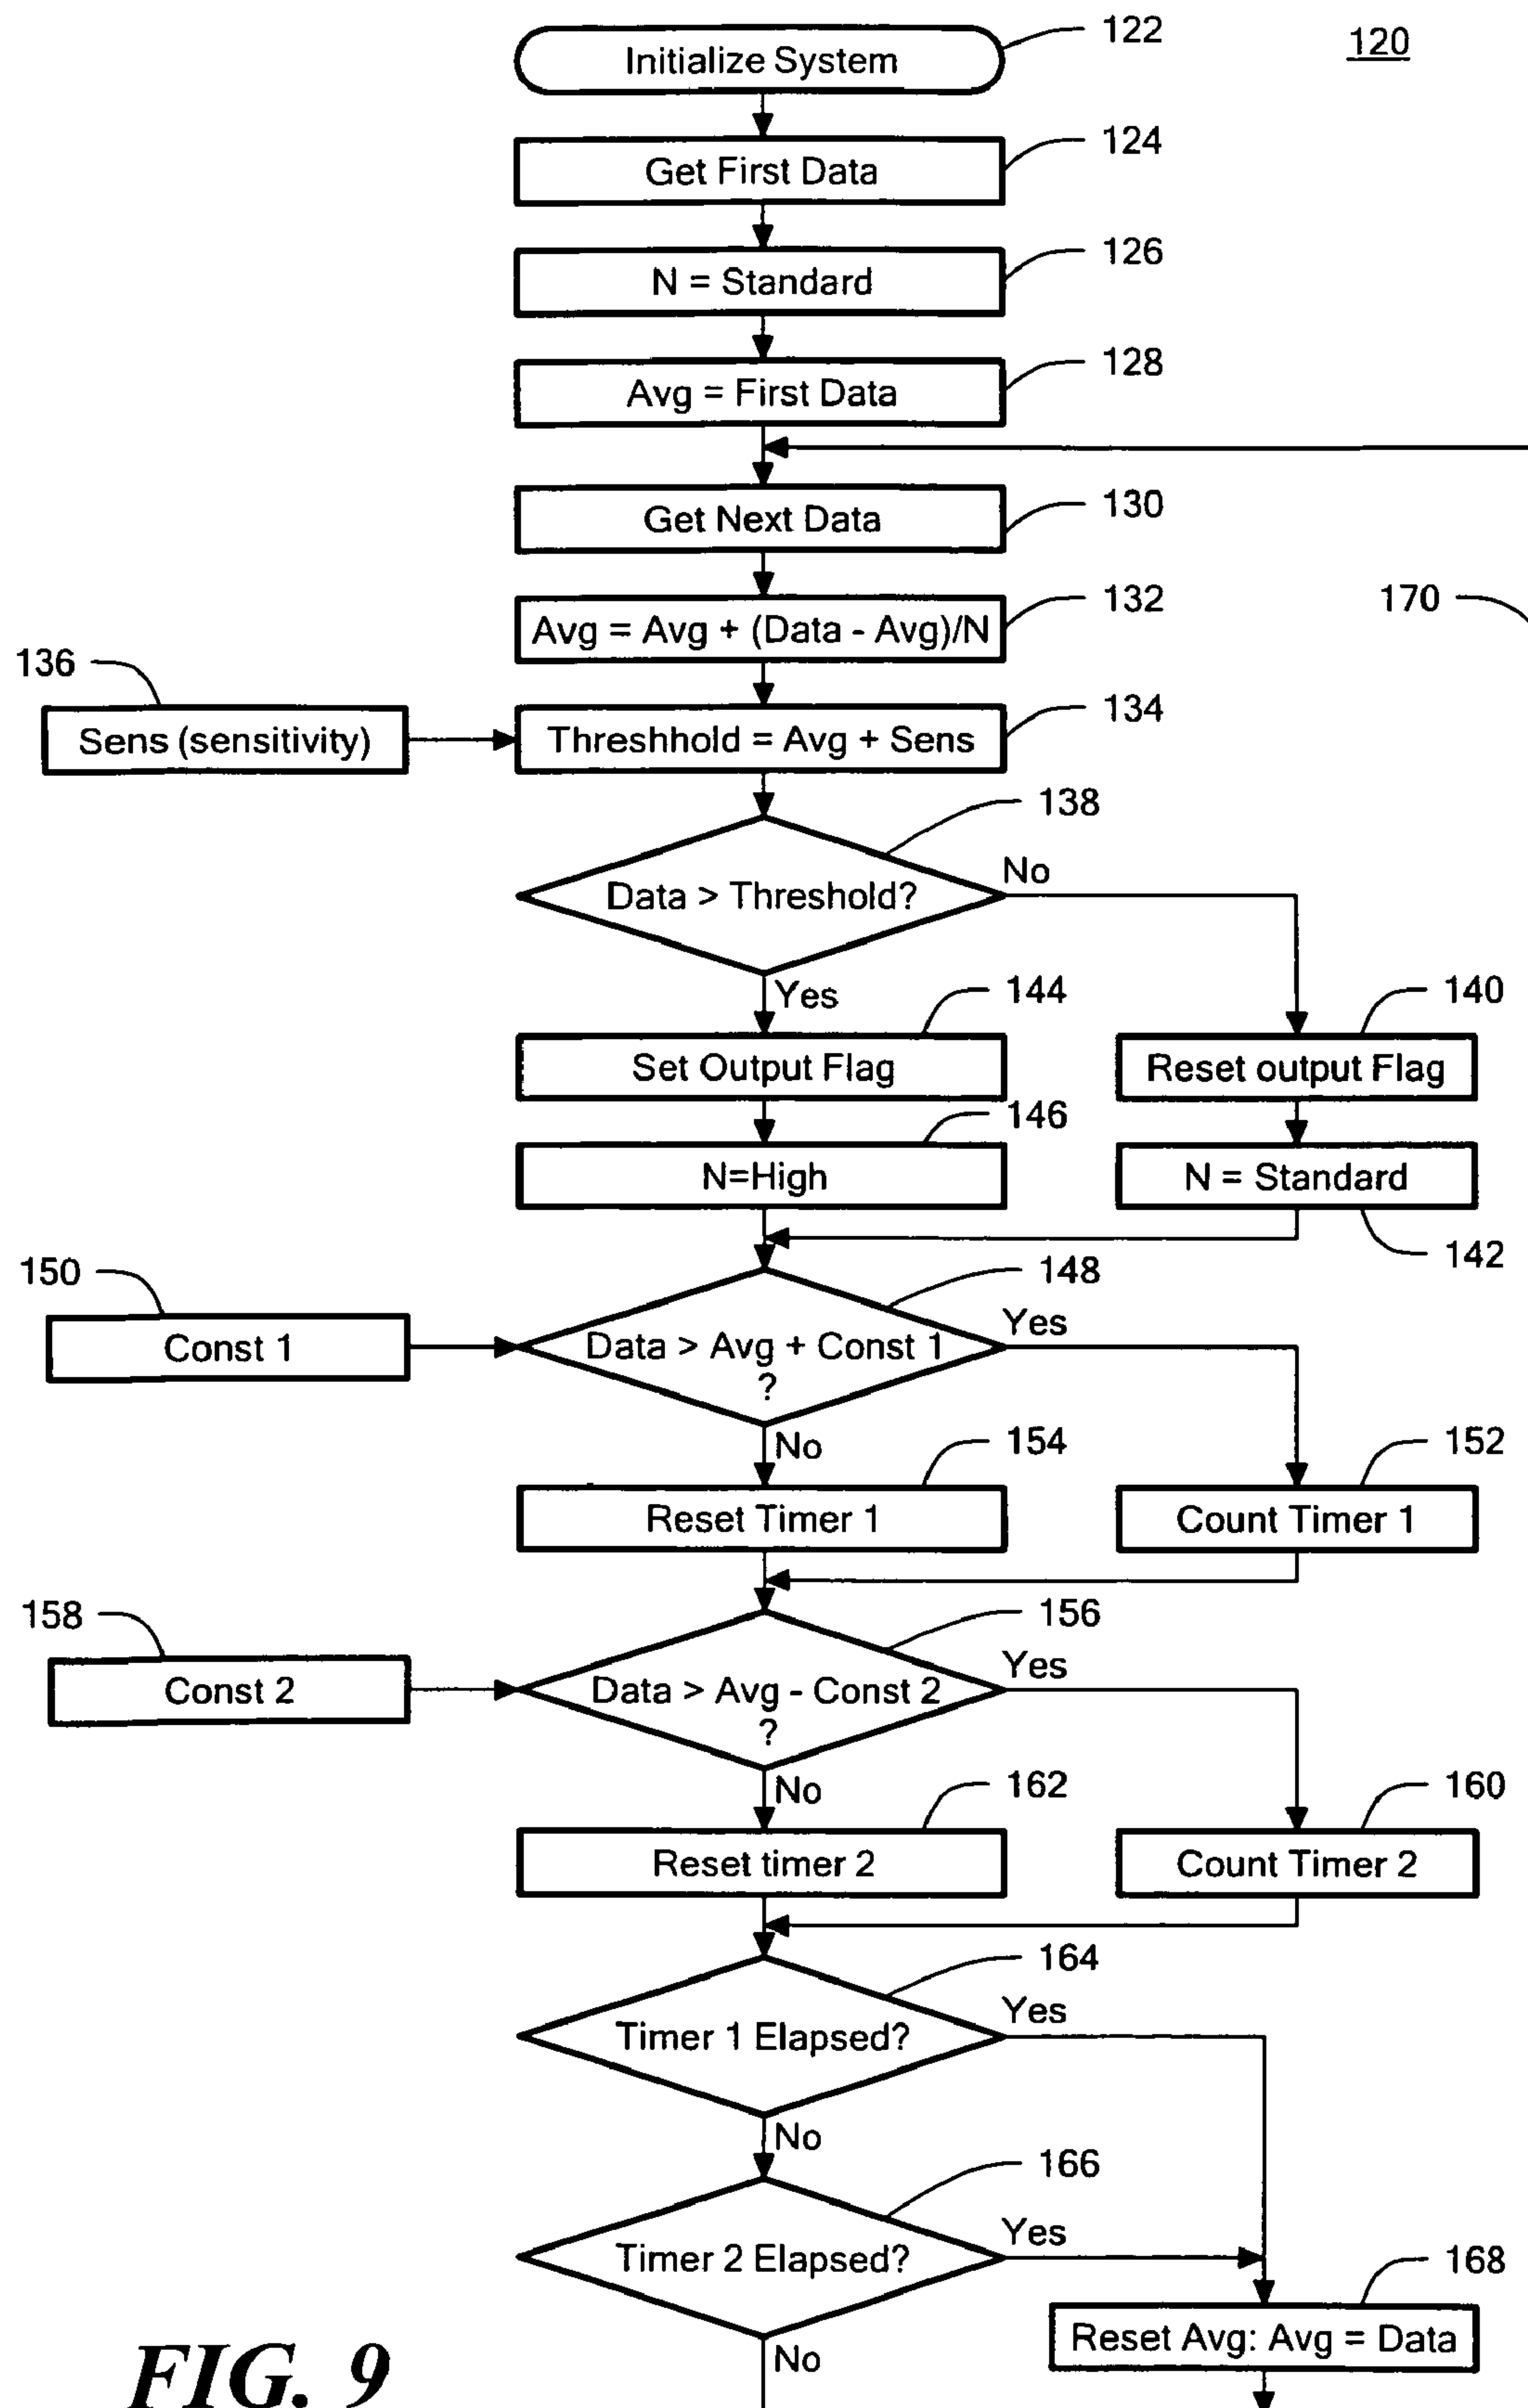 Initialize System
122
120
Get First Data
124
N = Standard
126
Avg = First Data
128
Get Next Data
130
Avg = Avg + (Data - Avg)/N
132
170
136
Sens (sensitivity)
Threshhold = Avg + Sens
134
138
Data > Threshold?
No
Yes
144
140
Set Output Flag
Reset output Flag
146
N=High
N = Standard
142
150
148
Const 1
Data > Avg + Const 1
?
Yes
No
154
152
Reset Timer 1
Count Timer 1
158
156
Const 2
Data > Avg - Const 2
?
Yes
No
162
160
Reset timer 2
Count Timer 2
164
Timer 1 Elapsed?
Yes
No
166
Timer 2 Elapsed?
Yes
168
Reset Avg: Avg = Data
No
FIG. 9